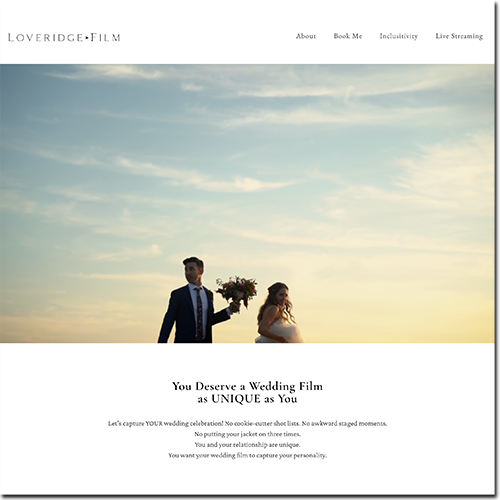 LOVERIDGE•FILM
About
Book Me
Inclusitivity
Live Streaming
You Deserve a Wedding Film
as UNIQUE as You
Let's capture YOUR wedding celebration! No cookie-cutter shot lists. No awkward staged moments.
No putting your jacket on three times.
You and your relationship are unique.
You want your wedding film to capture your personality.